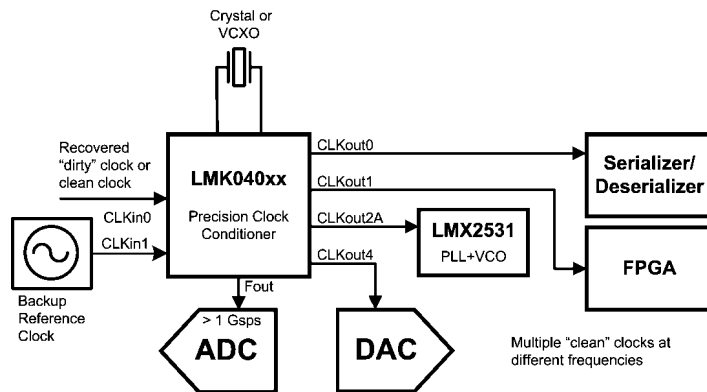 Crystal or
VCXO
Recovered
"dirty" clock or
clean clock
CLKin0
CLKin1
Backup
Reference
Clock
LMK040xx
Precision Clock
Conditioner
CLKout0
CLKout1
CLKout2A
CLKout4
Fout
LMX2531
PLL+VCO
Serializer/
Deserializer
FPGA
> 1 Gsps
ADC
DAC
Multiple "clean" clocks at
different frequencies